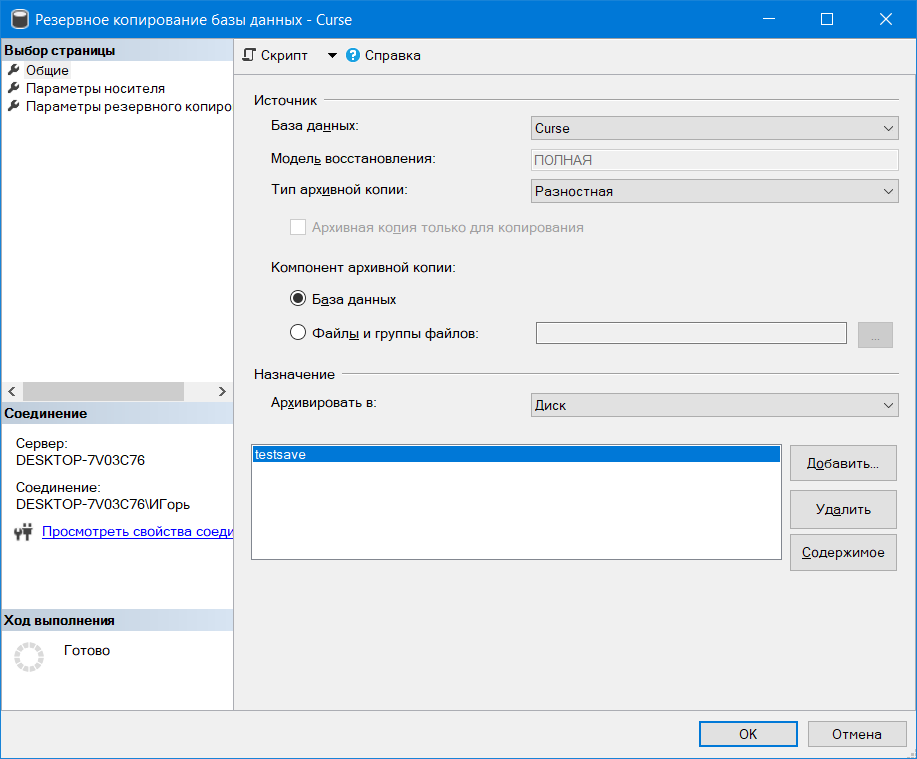 Резервное копирование базы данных - Curse
Выбор страницы
Общие
Параметры носителя
Параметры резервного копиро
Скрипт
Справка
Источник
База данных:
Curse
Модель восстановления:
ПОЛНАЯ
Тип архивной копии:
Разностная
Архивная копия только для копирования
Компонент архивной копии:
База данных
Файлы и группы файлов:
...
Назначение
Архивировать в:
Диск
testsave
Добавить...
Удалить
Содержимое
Соединение
Сервер:
DESKTOP-7V03C76
Соединение:
DESKTOP-7V03C76\ИГорь
Просмотреть свойства соеди
Ход выполнения
Готово
OK
Отмена